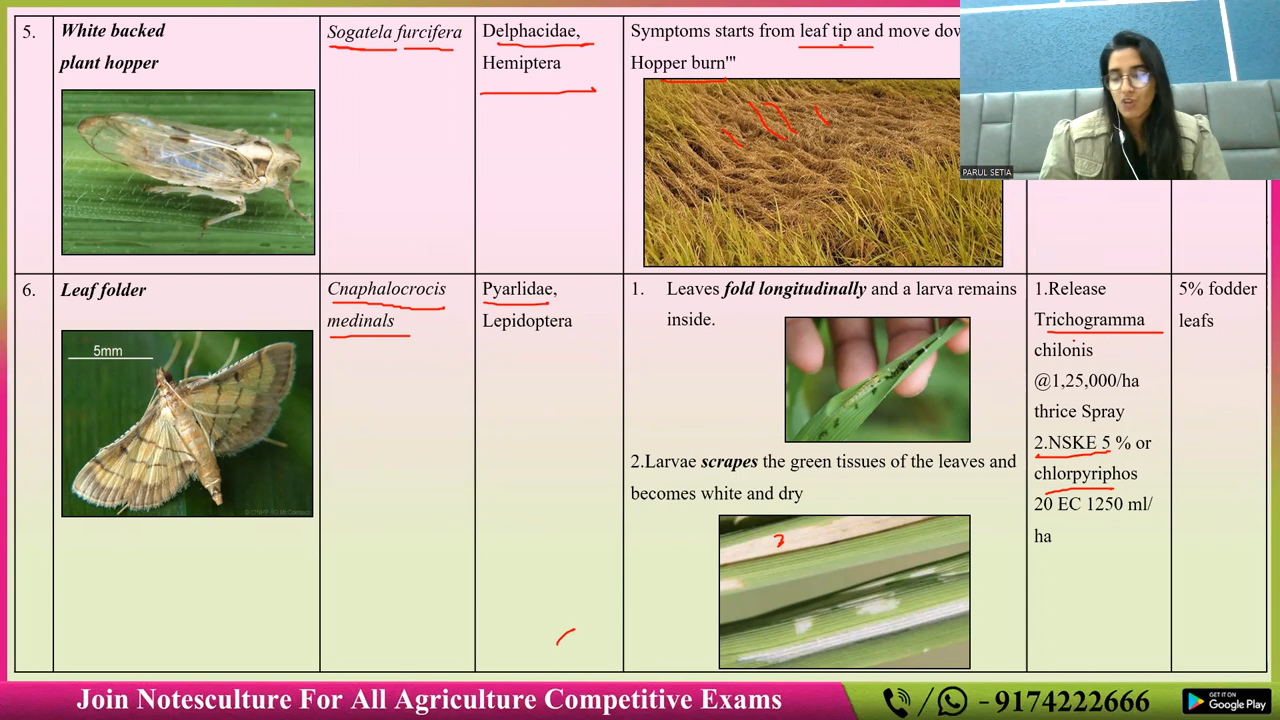 5.
White backed
plant hopper
Sogatela furcifera
Delphacidae,
Hemiptera
Symptoms starts from leaf tip and move
Hopper burn'"
PARUL SETIA
6.
Leaf folder
5mm
Cnaphalocrocis
medinals
Pyarlidae,
Lepidoptera
1. Leaves fold longitudinally and a larva remains
inside.
2.Larvae scrapes the green tissues of the leaves and
becomes white and dry
1.Release
Trichogramma
chilonis
@1,25,000/ha
thrice Spray
2.NSKE 5 % or
chlorpyriphos
20 EC 1250 ml/
ha
5% fodder
leafs
Join Notesculture For All Agriculture Competitive Exams
/ - 9174222666
GET IT ON
Google Play